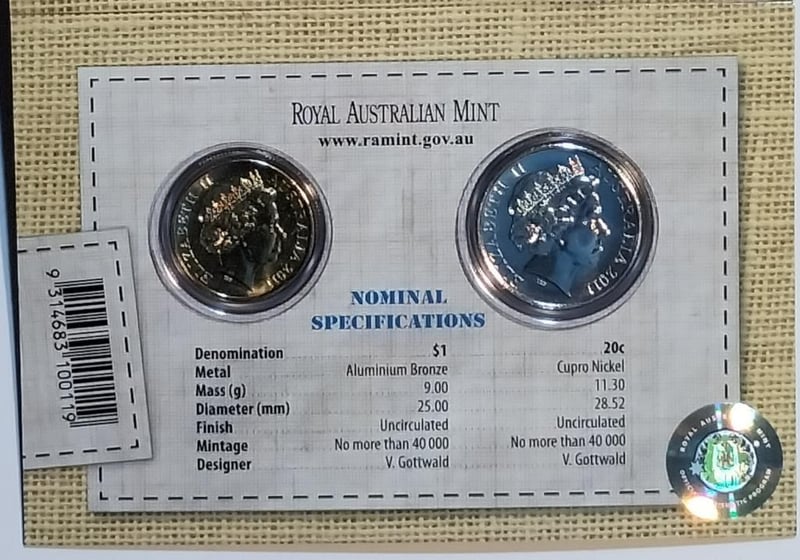 ROYAL AUSTRALIAN MINT
www.ramint.gov.au
ELIZABETH II AUSTRALIA 2011
ELIZABETH II AUSTRALIA 2011
NOMINAL
SPECIFICATIONS
Denomination $1 20c
Metal Aluminium Bronze Cupro Nickel
Mass (g) 9.00 11.30
Diameter (mm) 25.00 28.52
Finish Uncirculated Uncirculated
Mintage No more than 40 000 No more than 40 000
Designer V. Gottwald V. Gottwald
9 314683 100119
ROYAL AUSTRALIAN MINT
PROGRAM